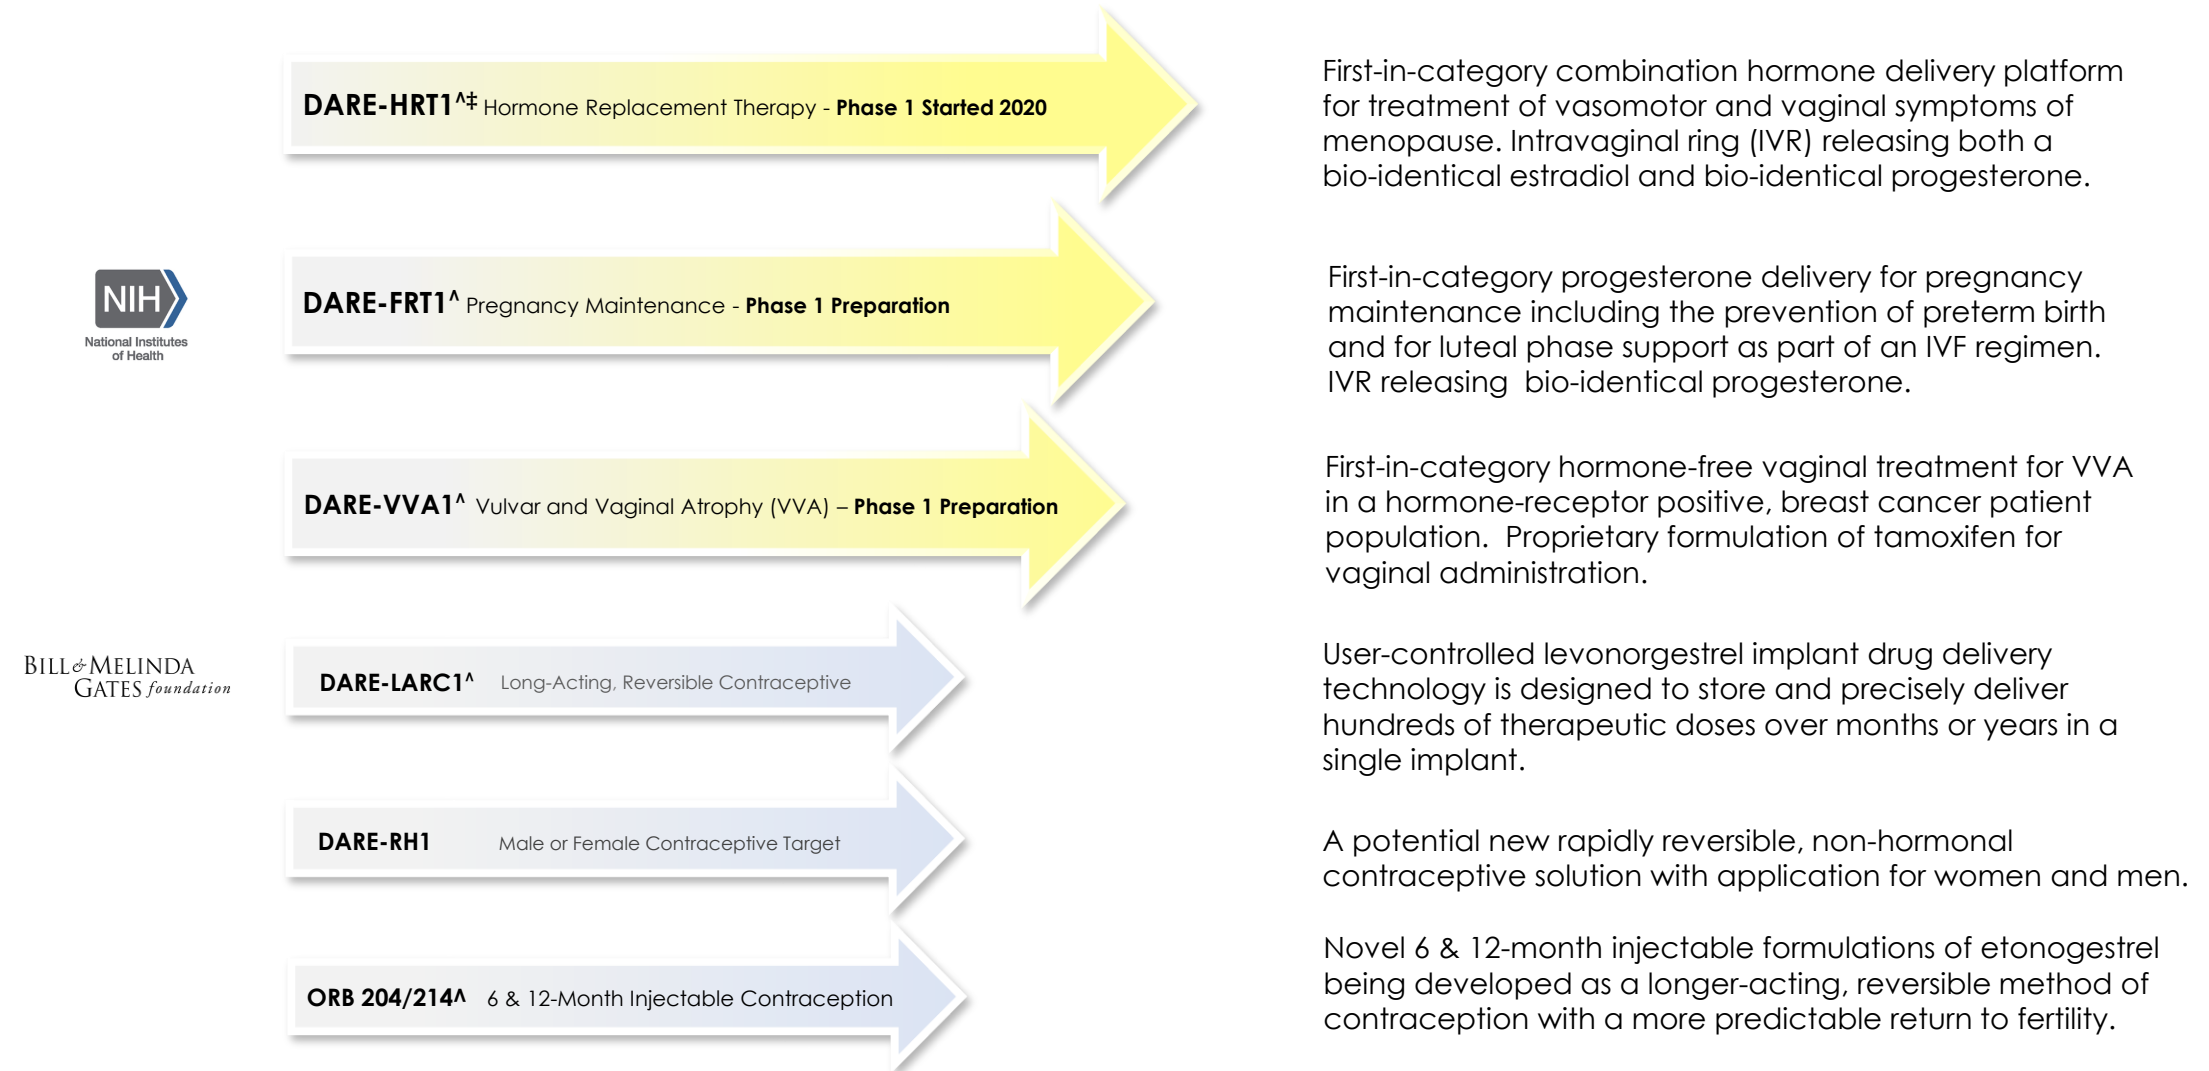 DARE-HRT1^‡ Hormone Replacement Therapy - Phase 1 Started 2020
First-in-category combination hormone delivery platform
for treatment of vasomotor and vaginal symptoms of
menopause. Intravaginal ring (IVR) releasing both a
bio-identical estradiol and bio-identical progesterone.
NIH
National Institutes
of Health
DARE-FRT1^ Pregnancy Maintenance - Phase 1 Preparation
First-in-category progesterone delivery for pregnancy
maintenance including the prevention of preterm birth
and for luteal phase support as part of an IVF regimen.
IVR releasing bio-identical progesterone.
DARE-VVA1^ Vulvar and Vaginal Atrophy (VVA) – Phase 1 Preparation
First-in-category hormone-free vaginal treatment for VVA
in a hormone-receptor positive, breast cancer patient
population. Proprietary formulation of tamoxifen for
vaginal administration.
BILL & MELINDA
GATES foundation
DARE-LARC1^ Long-Acting, Reversible Contraceptive
User-controlled levonorgestrel implant drug delivery
technology is designed to store and precisely deliver
hundreds of therapeutic doses over months or years in a
single implant.
DARE-RH1 Male or Female Contraceptive Target
A potential new rapidly reversible, non-hormonal
contraceptive solution with application for women and men.
ORB 204/214^ 6 & 12-Month Injectable Contraception
Novel 6 & 12-month injectable formulations of etonogestrel
being developed as a longer-acting, reversible method of
contraception with a more predictable return to fertility.